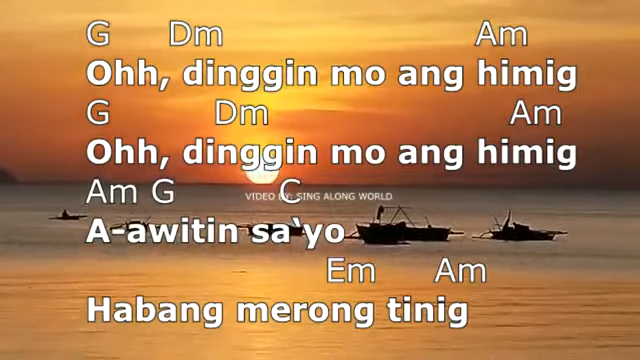 G Dm Am
Ohh, dinggin mo ang himig
G Dm Am
Ohh, dinggin mo ang himig
Am G C
VIDEO BY: SING ALONG WORLD
A-awitin sa‘yo
Em Am
Habang merong tinig